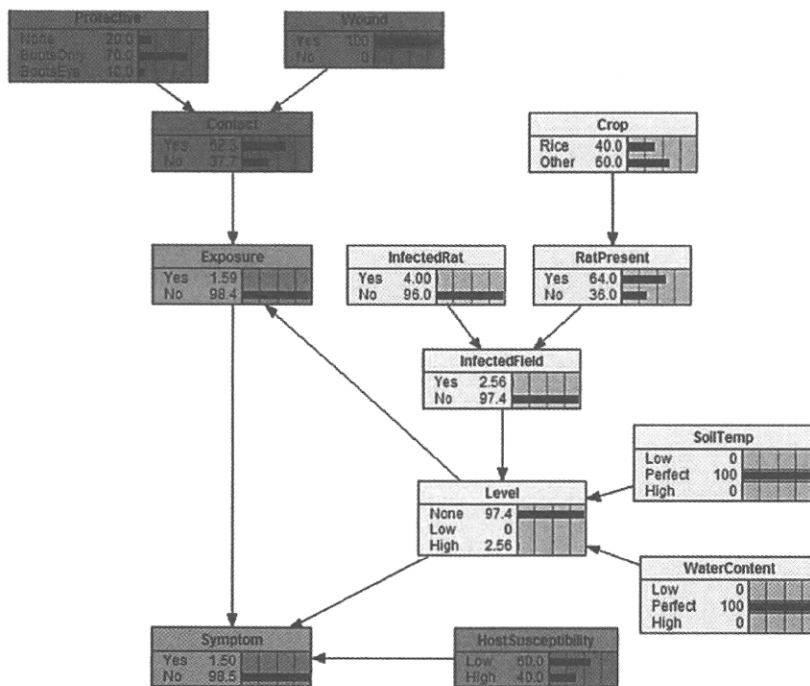 Protective
None 20.0
BootsOnly 70.0
BootsEye 10.0
Wound
Yes 100
No 0
Contact
Yes 62.3
No 37.7
Crop
Rice 40.0
Other 60.0
Exposure
Yes 1.59
No 98.4
InfectedRat
Yes 4.00
No 96.0
RatPresent
Yes 64.0
No 36.0
InfectedField
Yes 2.56
No 97.4
SoilTemp
Low 0
Perfect 100
High 0
Level
None 97.4
Low 0
High 2.56
WaterContent
Low 0
Perfect 100
High 0
Symptom
Yes 1.50
No 98.5
HostSusceptibility
Low 60.0
High 40.0